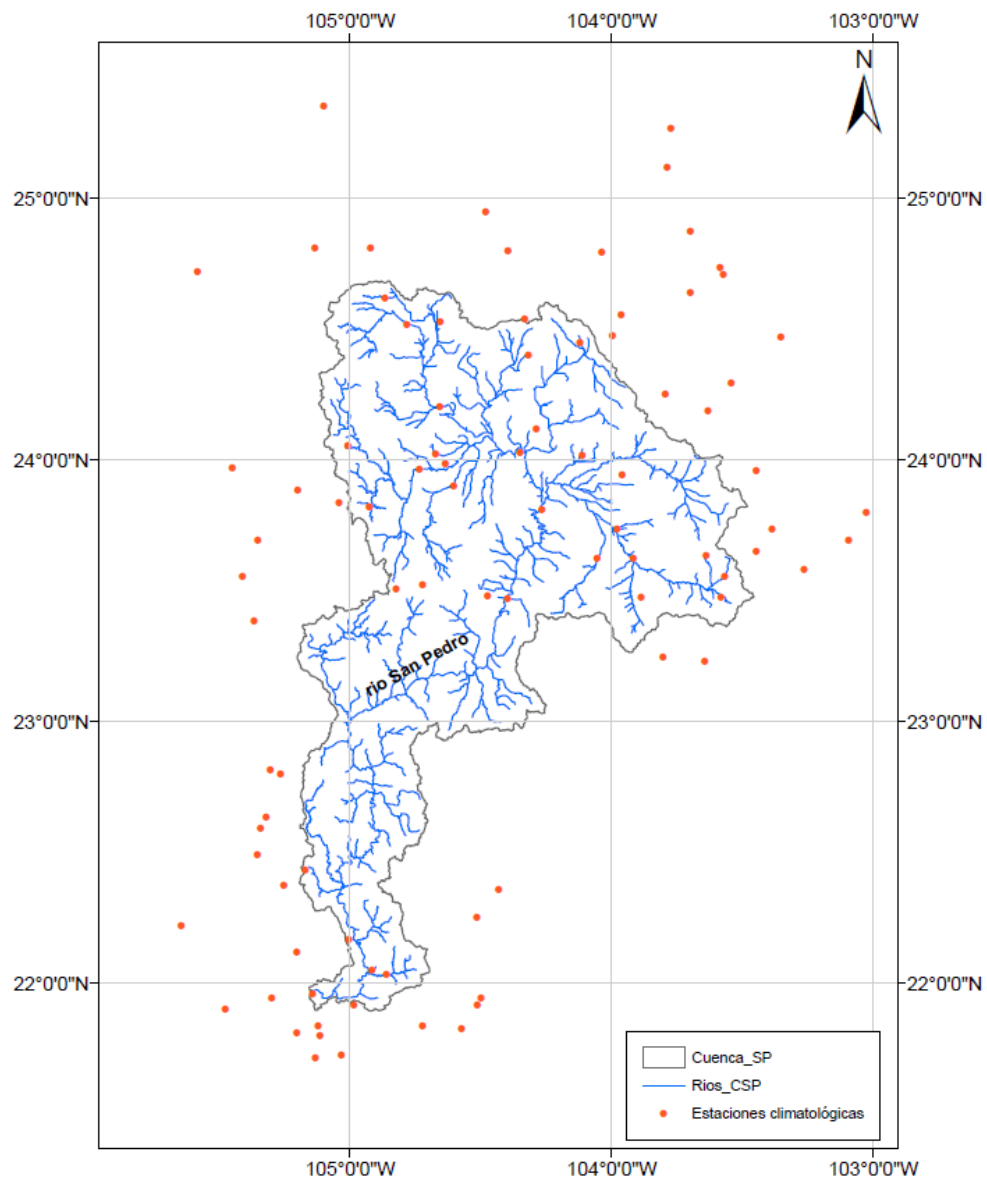 105°0'0"W 104°0'0"W 103°0'0"W
N
25°0'0"N 25°0'0"N
24°0'0"N 24°0'0"N
rio San Pedro
23°0'0"N 23°0'0"N
22°0'0"N 22°0'0"N
Cuenca_SP
Rios_CSP
Estaciones climatológicas
105°0'0"W 104°0'0"W 103°0'0"W